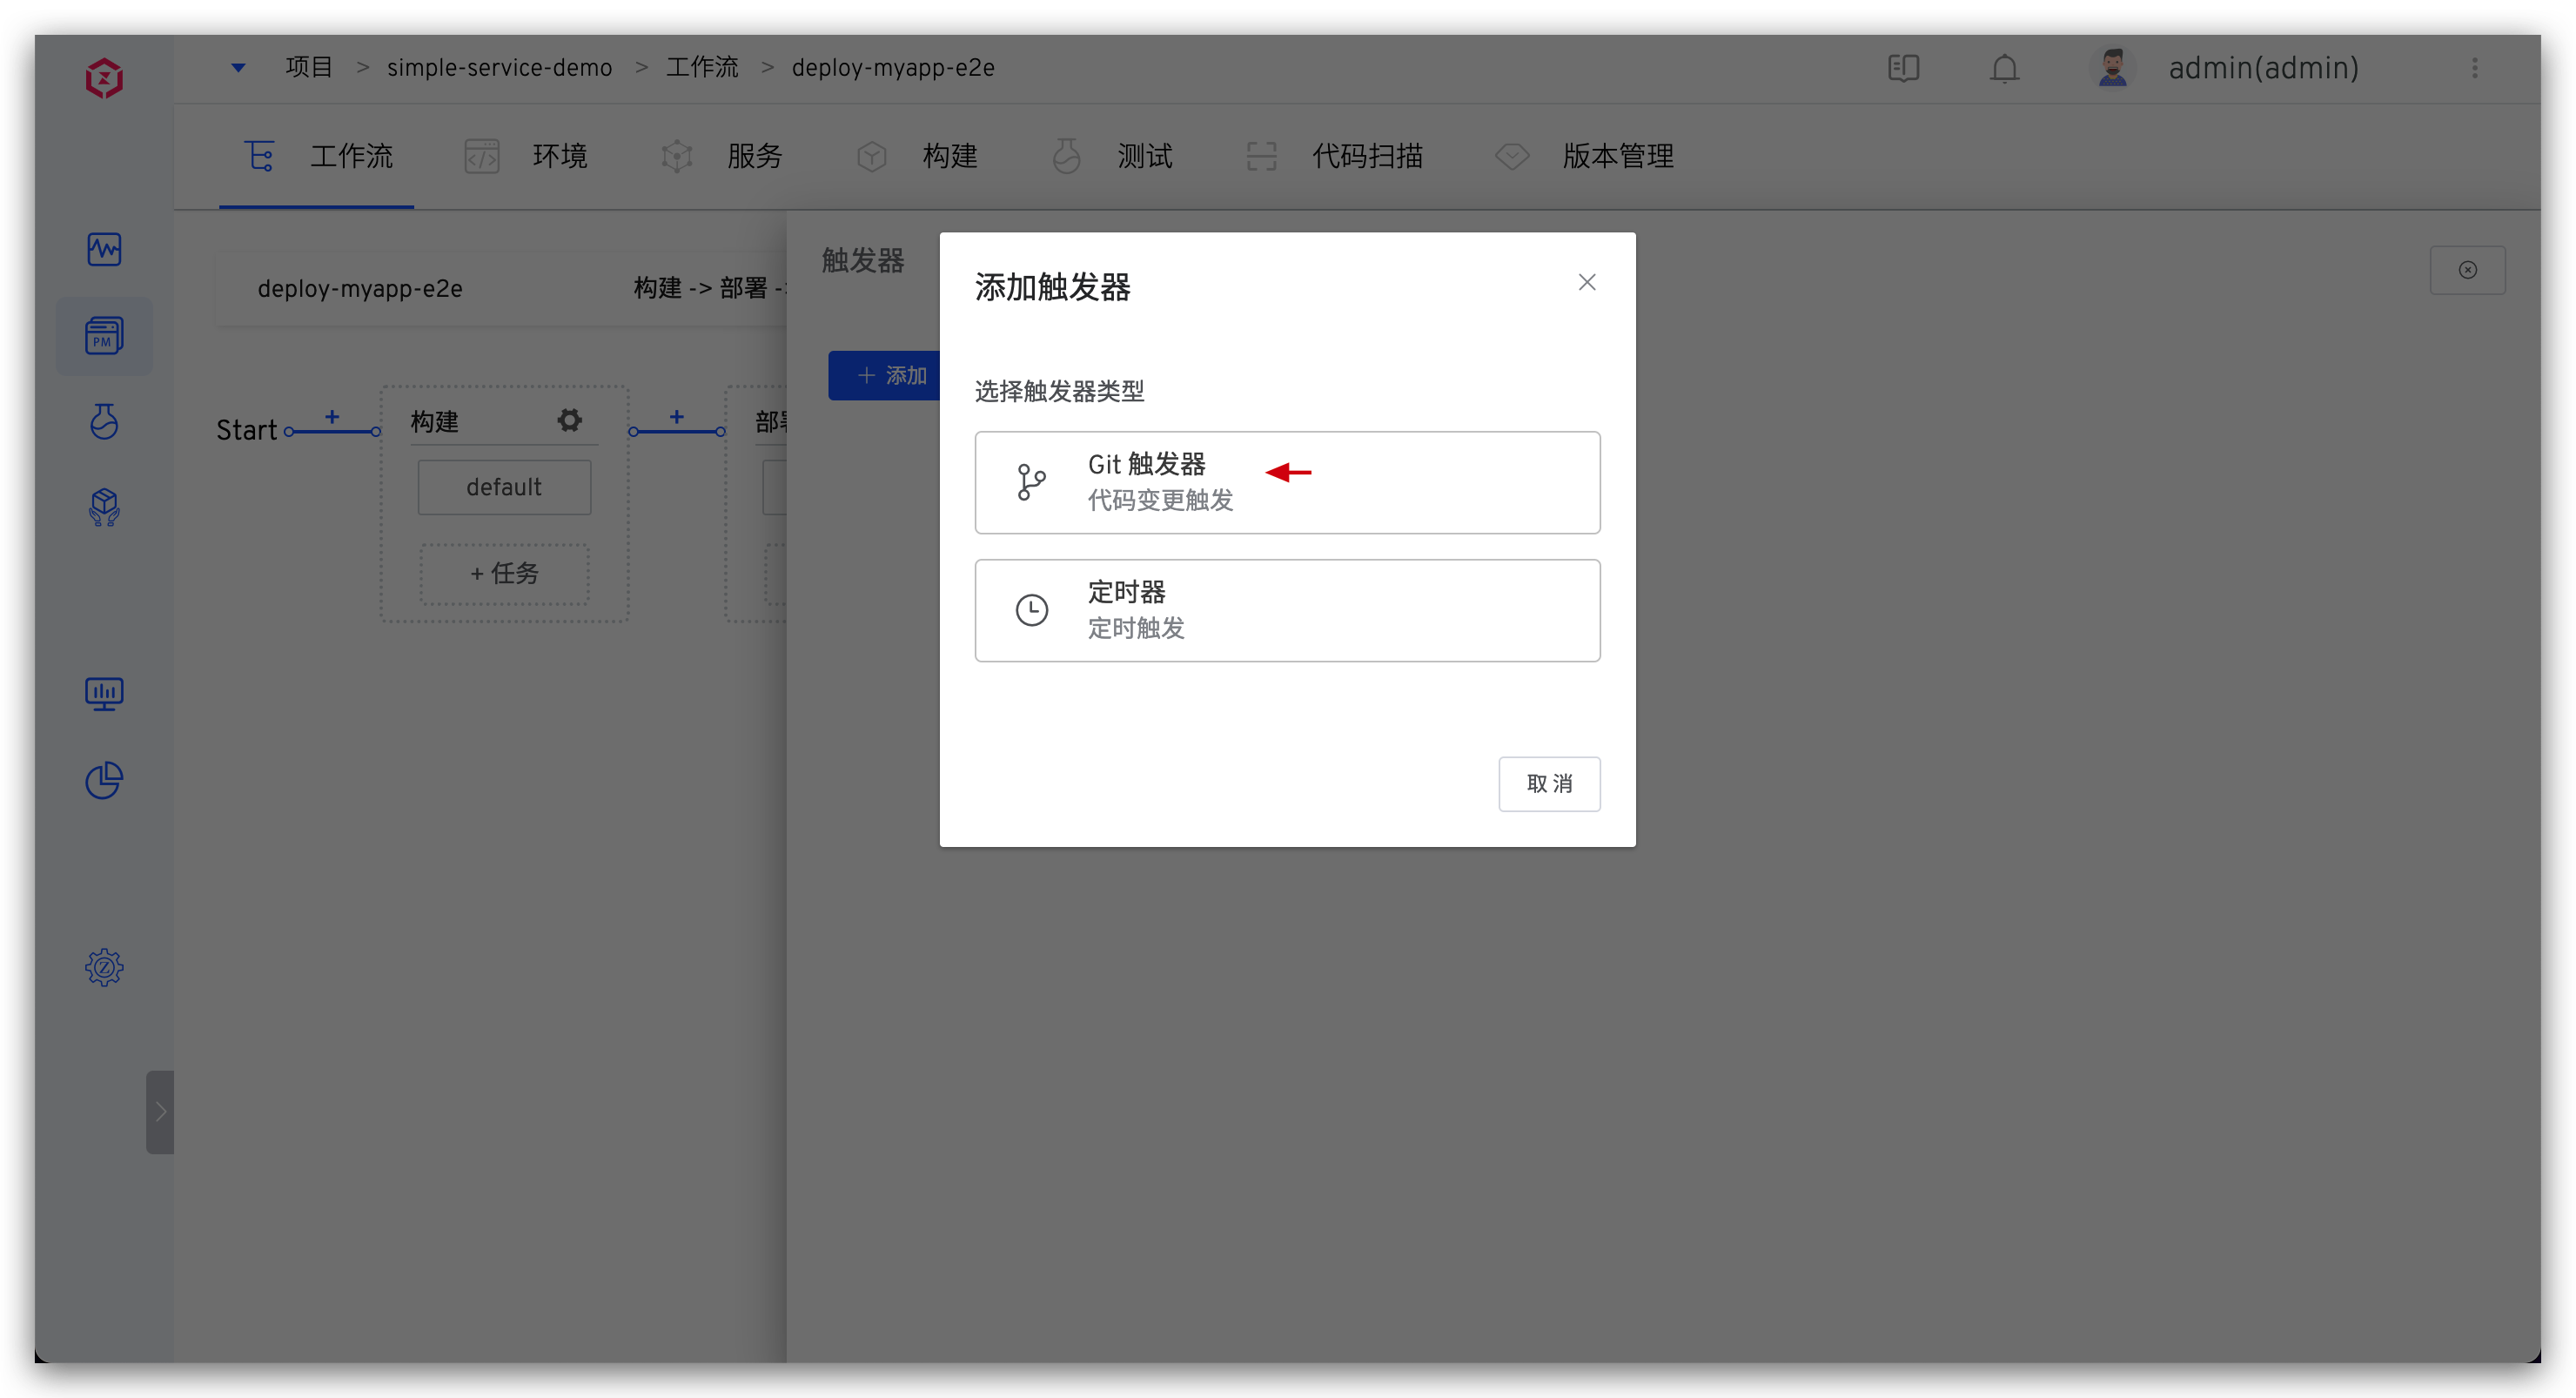 项目 > simple-service-demo > 工作流 > deploy-myapp-e2e
admin(admin)
工作流 环境 服务 构建 测试 代码扫描 版本管理
PM
deploy-myapp-e2e
构建 -> 部署 -
触发器
+ 添加
Start
+
构建
+
default
+ 任务
添加触发器
选择触发器类型
Git 触发器
代码变更触发
定时器
定时触发
取 消